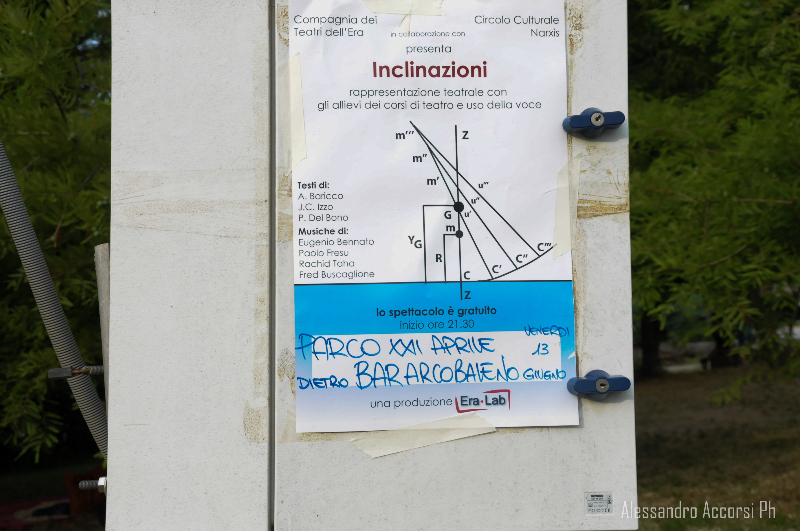 Compagnia dei
Teatri dell'Era
in collaborazione con
Circolo Culturale
Narxis
presenta
Inclinazioni
rappresentazione teatrale con
gli allievi dei corsi di teatro e uso della voce
m''' Z
m''
m'
u'''
u''
u'
G
m
YG
R
C C' C'' C'''
Z
Testi di:
A. Baricco
J.C. Izzo
P. Del Bono
Musiche di:
Eugenio Bennato
Paolo Fresu
Rachid Taha
Fred Buscaglione
lo spettacolo è gratuito
inizio ore 21.30
PARCO XXI APRILE
DIETRO BAR ARCOBALENO
VENERDI
13
GIUGNO
una produzione Era·Lab
Alessandro Accorsi Ph